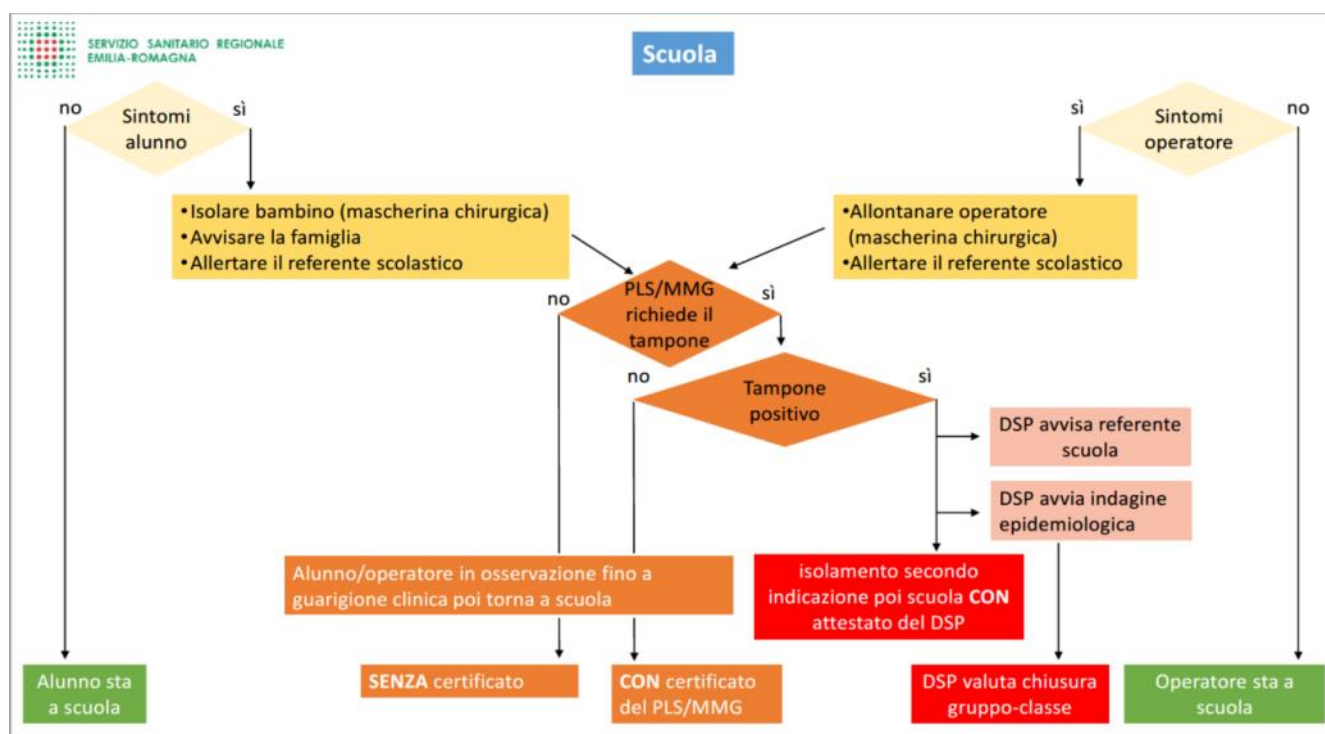 SERVIZIO SANITARIO REGIONALE
EMILIA-ROMAGNA
Scuola
no
Sintomi
alunno
sì
sì
Sintomi
operatore
no
•Isolare bambino (mascherina chirurgica)
•Avvisare la famiglia
•Allertare il referente scolastico
•Allontanare operatore
(mascherina chirurgica)
•Allertare il referente scolastico
no
PLS/MMG
richiede il
tampone
sì
no
Tampone
positivo
sì
DSP avvisa referente
scuola
DSP avvia indagine
epidemiologica
Alunno/operatore in osservazione fino a
guarigione clinica poi torna a scuola
isolamento secondo
indicazione poi scuola CON
attestato del DSP
Alunno sta
a scuola
SENZA certificato
CON certificato
del PLS/MMG
DSP valuta chiusura
gruppo-classe
Operatore sta a
scuola